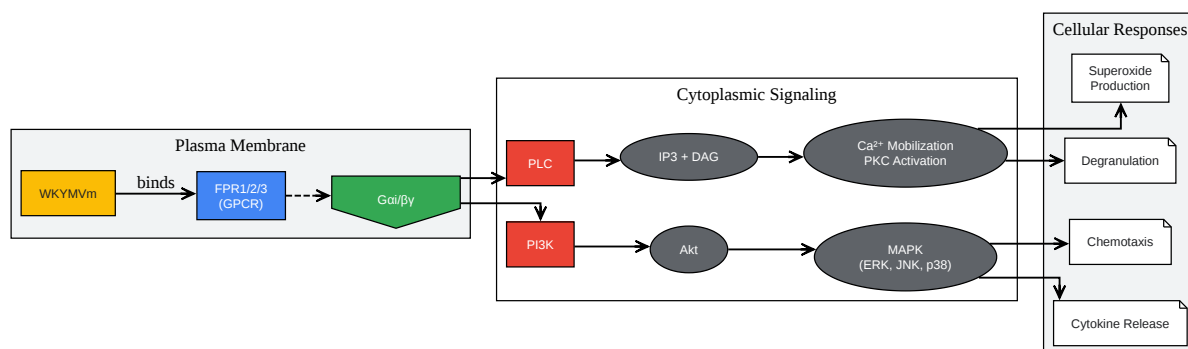 Plasma Membrane
WKYMVm
binds
FPR1/2/3
(GPCR)
Gαi/βγ
Cytoplasmic Signaling
PLC
IP3 + DAG
Ca²⁺ Mobilization
PKC Activation
PI3K
Akt
MAPK
(ERK, JNK, p38)
Cellular Responses
Superoxide
Production
Degranulation
Chemotaxis
Cytokine Release